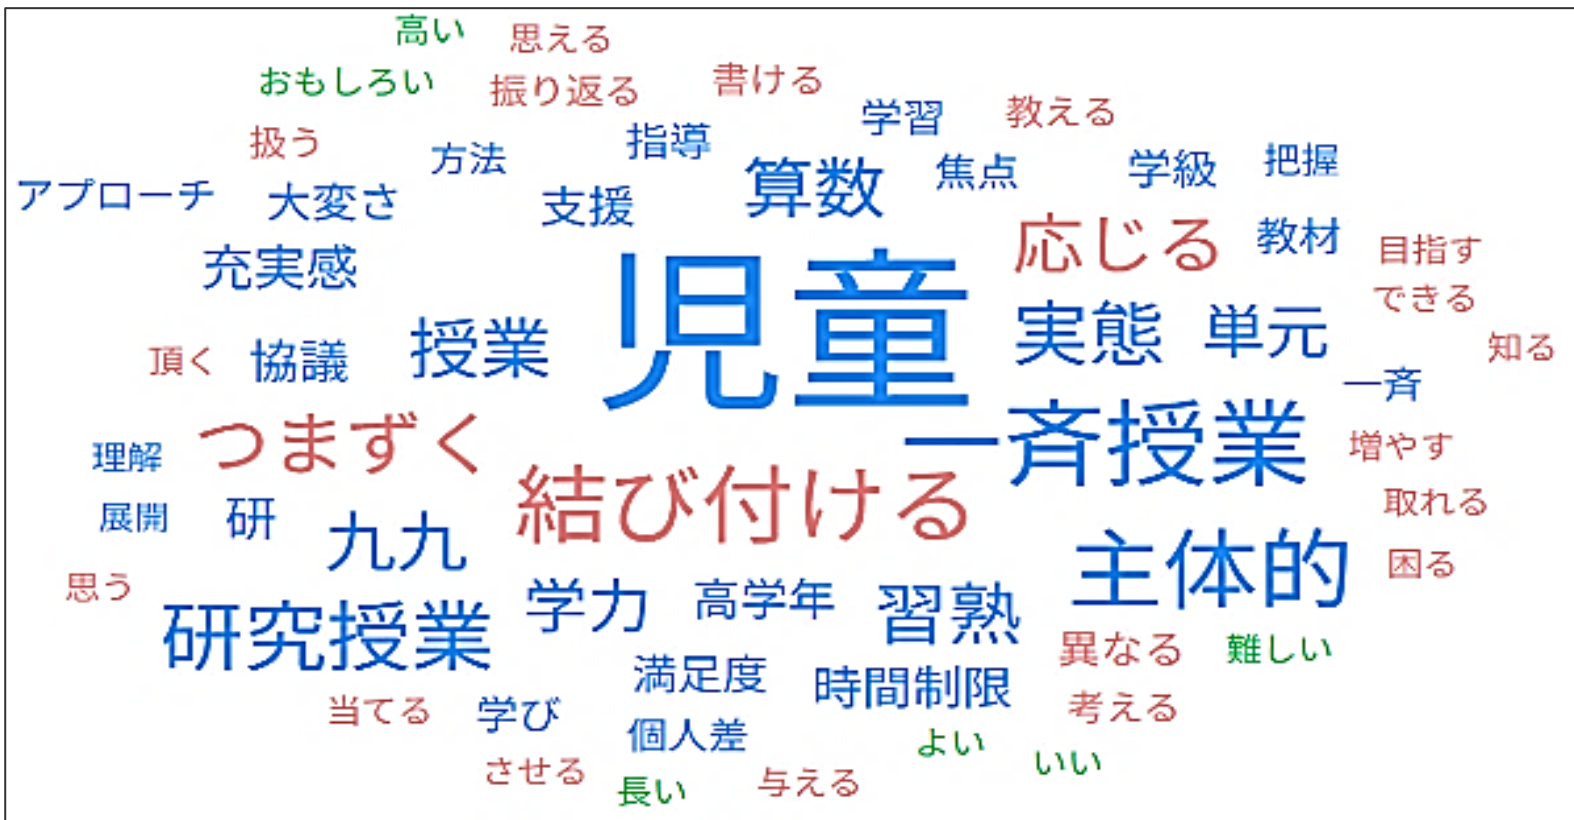 高い 思える
おもしろい 振り返る 書ける
扱う 方法 指導 学習 教える
アプローチ 大変さ 支援 算数 焦点 学級 把握
充実感 応じる 教材 目指す
できる
頂く 協議 授業 児童 実態 単元 知る
一斉
理解 つまずく 一斉授業 増やす
展開 研 九九 結び付ける 取れる
思う 研究授業 学力 高学年 習熟 主体的 困る
満足度 時間制限 異なる 難しい
当てる 学び 個人差 考える
よい いい
させる 長い 与える